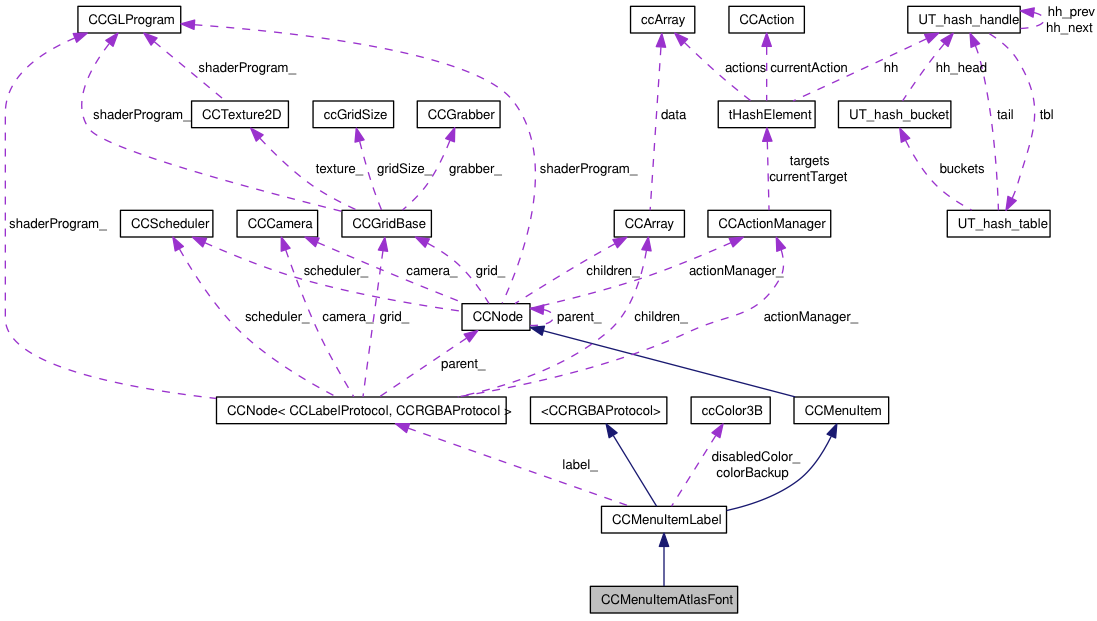 CCGLProgram
ccArray
CCAction
UT_hash_handle
hh_prev
hh_next
shaderProgram_
actions
currentAction
hh
hh_head
CCTexture2D
ccGridSize
CCGrabber
tHashElement
UT_hash_bucket
shaderProgram_
data
tail
tbl
texture_
gridSize_
grabber_
shaderProgram_
targets
currentTarget
buckets
shaderProgram_
CCScheduler
CCCamera
CCGridBase
CCArray
CCActionManager
UT_hash_table
scheduler_
camera_
grid_
children_
actionManager_
scheduler_
camera_
grid_
CCNode
parent_
children_
actionManager_
parent_
CCNode< CCLabelProtocol, CCRGBAProtocol >
<CCRGBAProtocol>
ccColor3B
CCMenuItem
label_
disabledColor_
colorBackup
CCMenuItemLabel
CCMenuItemAtlasFont